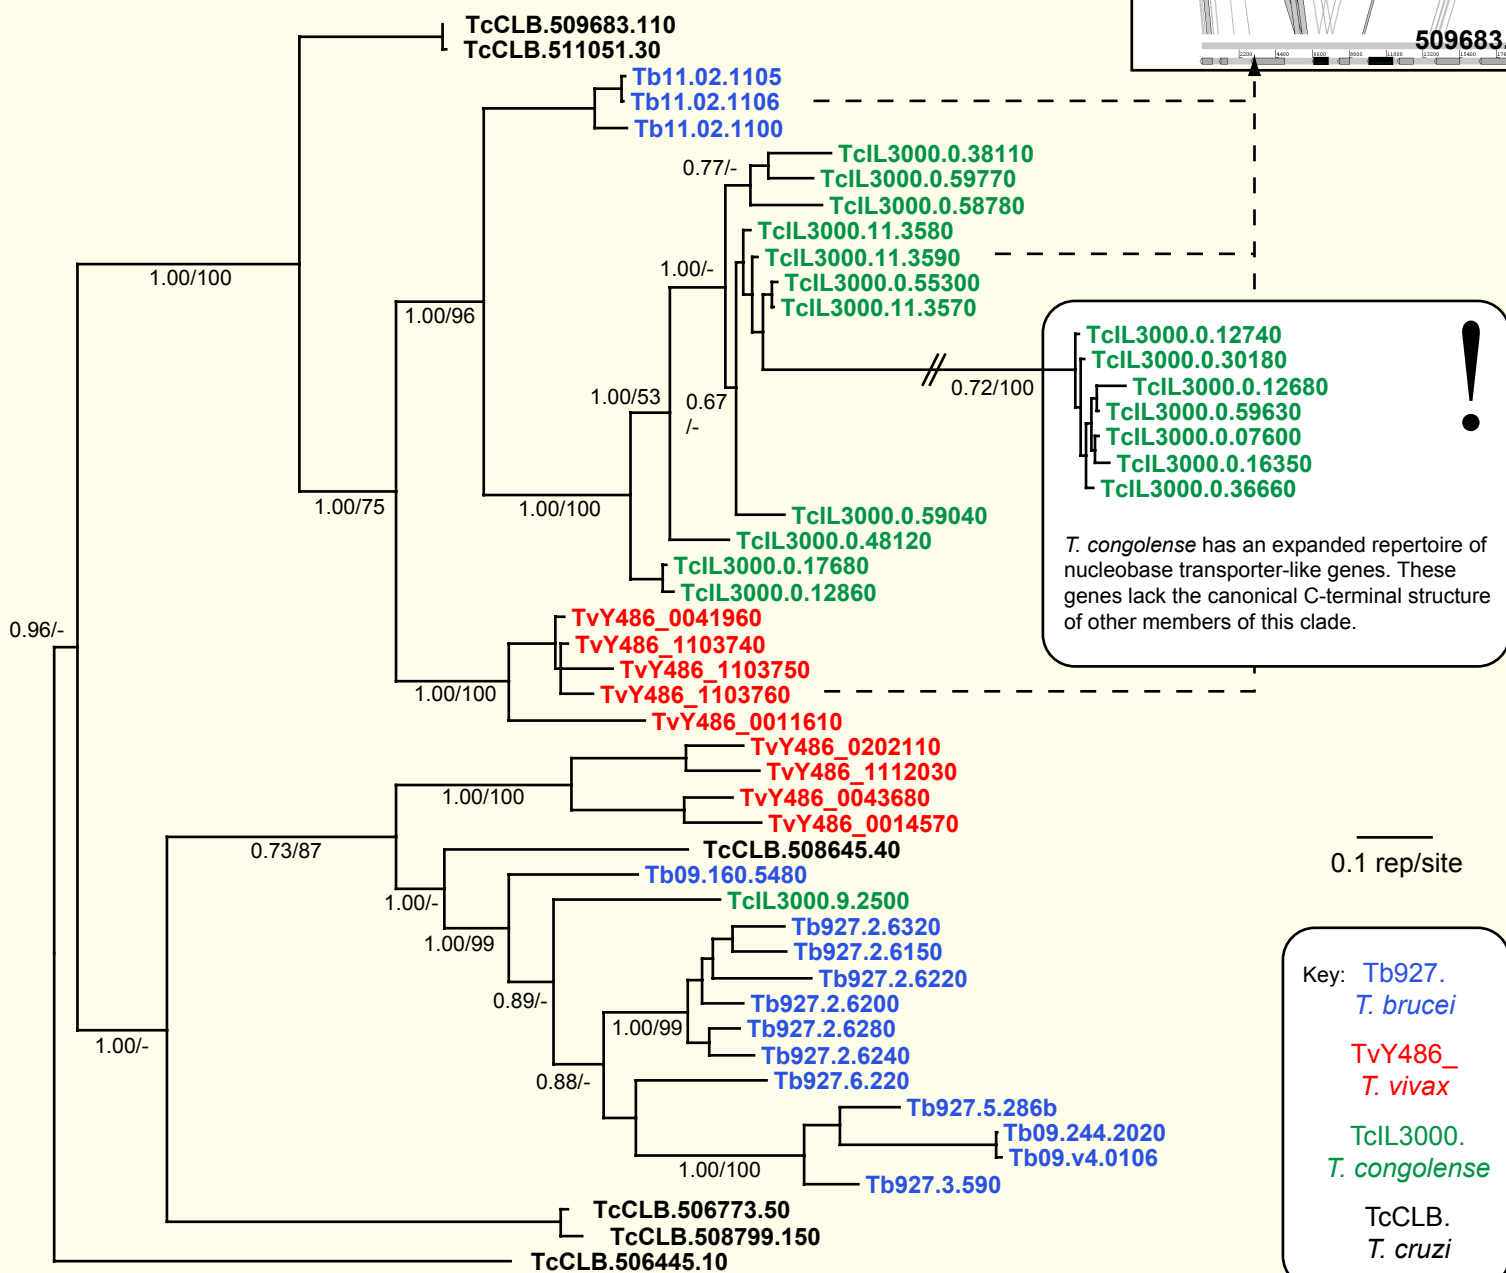 509683.
TcCLB.509683.110
TcCLB.511051.30
Tb11.02.1105
Tb11.02.1106
Tb11.02.1100
TcIL3000.0.38110
0.77/-
TcIL3000.0.59770
TcIL3000.0.58780
TcIL3000.11.3580
TcIL3000.11.3590
1.00/-
1.00/100
TcIL3000.0.55300
TcIL3000.11.3570
1.00/96
TcIL3000.0.12740
TcIL3000.0.30180
!
0.72/100
TcIL3000.0.12680
1.00/53
0.67
/-
TcIL3000.0.59630
TcIL3000.0.07600
TcIL3000.0.16350
TcIL3000.0.36660
1.00/75
1.00/100
TcIL3000.0.59040
TcIL3000.0.48120
T. congolense has an expanded repertoire of
nucleobase transporter-like genes. These
genes lack the canonical C-terminal structure
of other members of this clade.
TcIL3000.0.17680
TcIL3000.0.12860
TvY486_0041960
0.96/-
TvY486_1103740
TvY486_1103750
1.00/100
TvY486_1103760
TvY486_0011610
TvY486_0202110
TvY486_1112030
1.00/100
TvY486_0043680
TvY486_0014570
0.73/87
TcCLB.508645.40
0.1 rep/site
Tb09.160.5480
1.00/-
TcIL3000.9.2500
Tb927.2.6320
1.00/99
Tb927.2.6150
Tb927.2.6220
0.89/-
Tb927.2.6200
1.00/99
Tb927.2.6280
1.00/-
Tb927.2.6240
0.88/-
Tb927.6.220
Tb927.5.286b
Tb09.244.2020
Tb09.v4.0106
1.00/100
Tb927.3.590
TcCLB.506773.50
TcCLB.508799.150
TcCLB.506445.10
Key: Tb927.
T. brucei
TvY486_
T. vivax
TcIL3000.
T. congolense
TcCLB.
T. cruzi